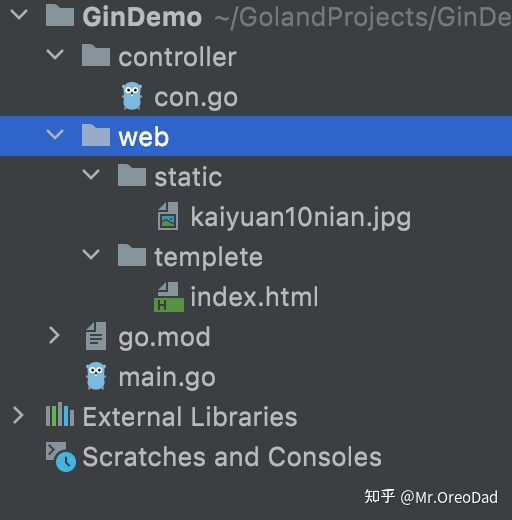 GinDemo ~/GolandProjects/GinDe
controller
con.go
web
static
kaiyuan10nian.jpg
templete
H index.html
go.mod
main.go
External Libraries
Scratches and Consoles
知乎 @Mr.OreoDad